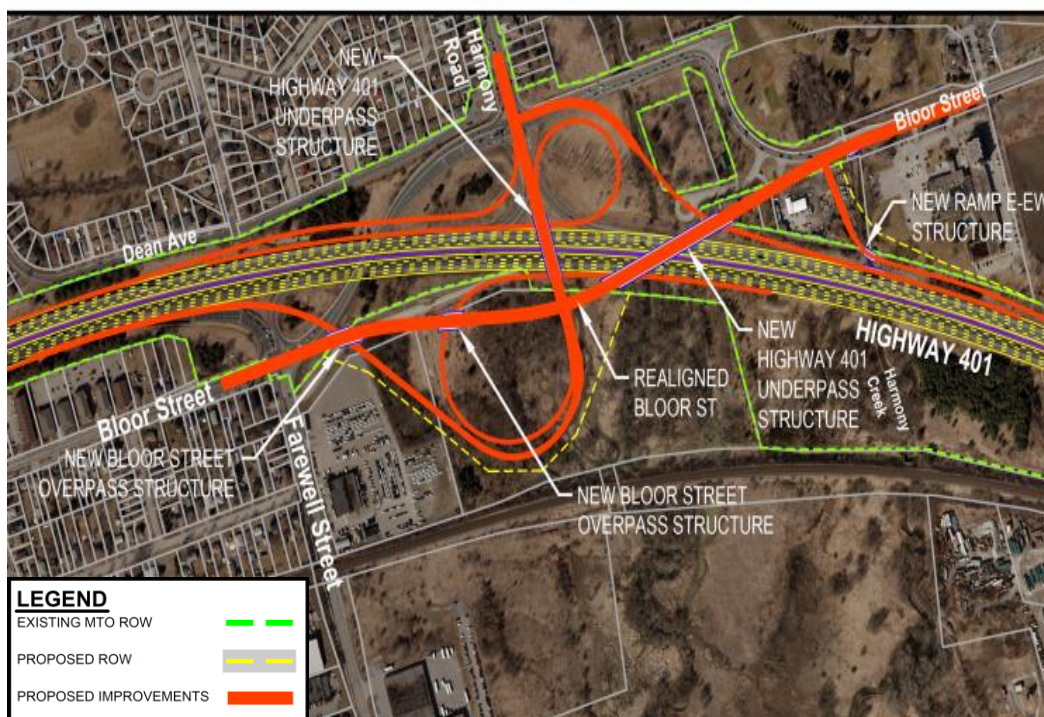 NEW
HIGHWAY 401
UNDERPASS
STRUCTURE
Harmony
Road
Bloor Street
Dean Ave
NEW RAMP E-EW
STRUCTURE
HIGHWAY 401
NEW
HIGHWAY 401
UNDERPASS
STRUCTURE
Harmony
Creek
REALIGNED
BLOOR ST
Bloor Street
NEW BLOOR STREET
OVERPASS STRUCTURE
Farewell Street
NEW BLOOR STREET
OVERPASS STRUCTURE
LEGEND
EXISTING MTO ROW
PROPOSED ROW
PROPOSED IMPROVEMENTS